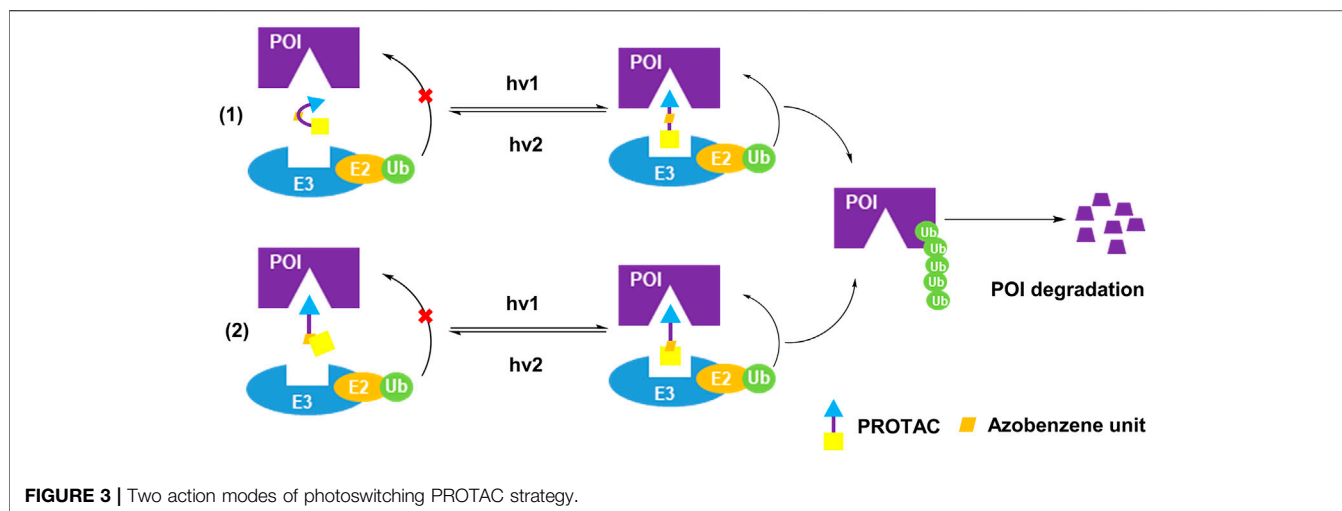 POI
hv1
POI
(1)
hv2
E3
E2
Ub
E3
E2
Ub
POI
Ub
Ub
Ub
Ub
Ub
POI degradation
POI
hv1
POI
(2)
hv2
E3
E2
Ub
E3
E2
Ub
PROTAC
Azobenzene unit
FIGURE 3 | Two action modes of photoswitching PROTAC strategy.